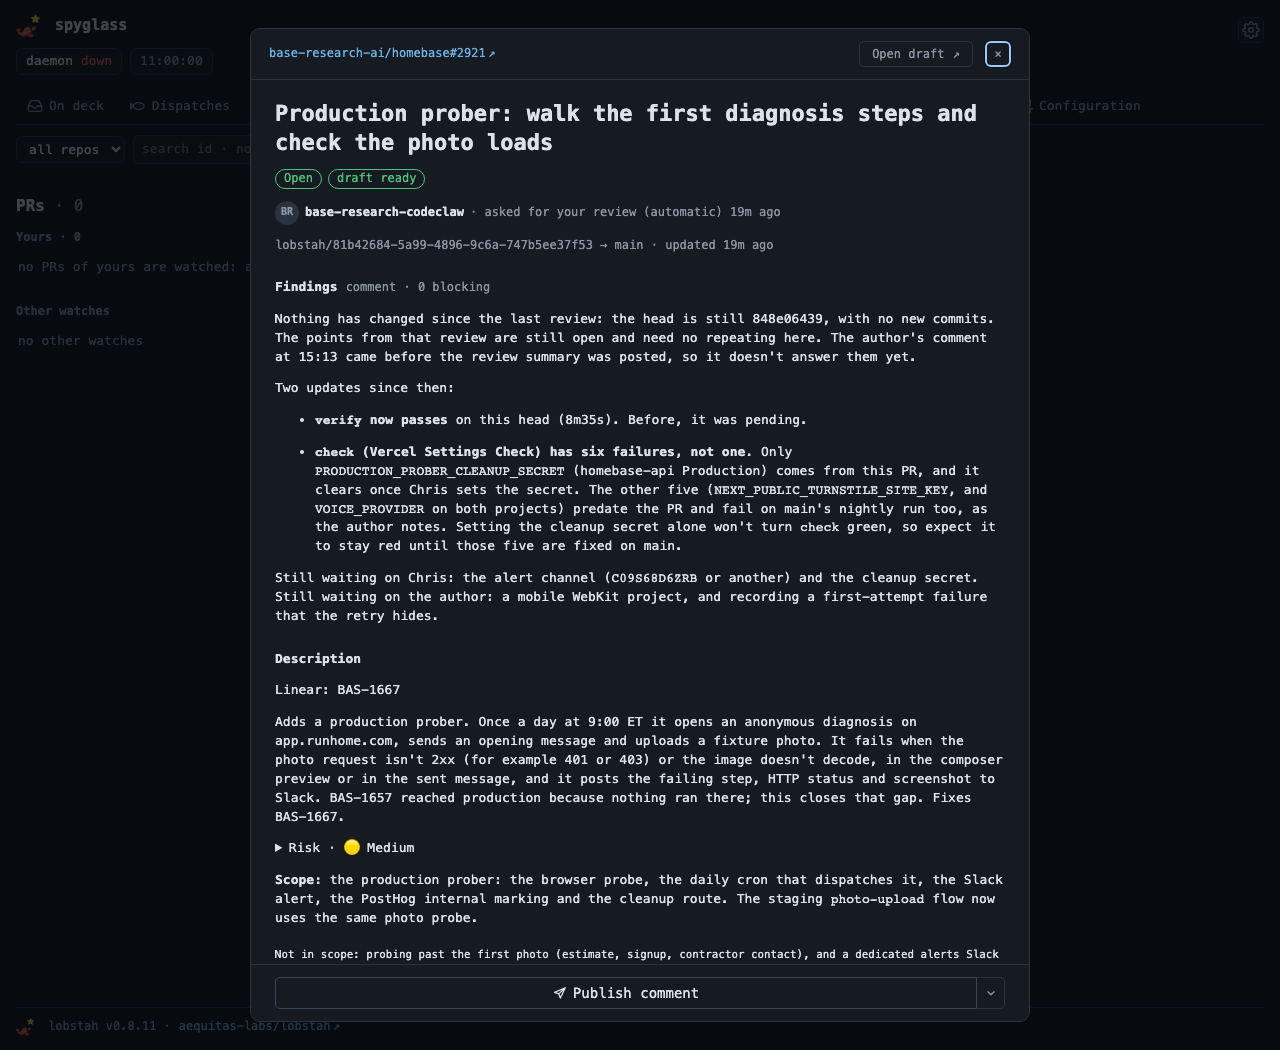 spyglass
daemon down
11:00:00
On deck
Dispatches
Configuration
all repos
search id · no
PRs · 0
Yours · 0
no PRs of yours are watched: a
Other watches
no other watches
base-research-ai/homebase#2921↗
Open draft ↗
×
Production prober: walk the first diagnosis steps and
check the photo loads
Open
draft ready
BR base-research-codeclaw · asked for your review (automatic) 19m ago
lobstah/81b42684-5a99-4896-9c6a-747b5ee37f53 → main · updated 19m ago
Findings comment · 0 blocking
Nothing has changed since the last review: the head is still 848e06439, with no new commits.
The points from that review are still open and need no repeating here. The author's comment
at 15:13 came before the review summary was posted, so it doesn't answer them yet.
Two updates since then:
• verify now passes on this head (8m35s). Before, it was pending.
• check (Vercel Settings Check) has six failures, not one. Only
PRODUCTION_PROBER_CLEANUP_SECRET (homebase-api Production) comes from this PR, and it
clears once Chris sets the secret. The other five (NEXT_PUBLIC_TURNSTILE_SITE_KEY, and
VOICE_PROVIDER on both projects) predate the PR and fail on main's nightly run too, as
the author notes. Setting the cleanup secret alone won't turn check green, so expect it
to stay red until those five are fixed on main.
Still waiting on Chris: the alert channel (C09S68D6ZRB or another) and the cleanup secret.
Still waiting on the author: a mobile WebKit project, and recording a first-attempt failure
that the retry hides.
Description
Linear: BAS-1667
Adds a production prober. Once a day at 9:00 ET it opens an anonymous diagnosis on
app.runhome.com, sends an opening message and uploads a fixture photo. It fails when the
photo request isn't 2xx (for example 401 or 403) or the image doesn't decode, in the composer
preview or in the sent message, and it posts the failing step, HTTP status and screenshot to
Slack. BAS-1657 reached production because nothing ran there; this closes that gap. Fixes
BAS-1667.
▶ Risk · 🟡 Medium
Scope: the production prober: the browser probe, the daily cron that dispatches it, the Slack
alert, the PostHog internal marking and the cleanup route. The staging photo-upload flow now
uses the same photo probe.
Not in scope: probing past the first photo (estimate, signup, contractor contact), and a dedicated alerts Slack
Publish comment
lobstah v0.8.11 · aequitas-labs/lobstah↗